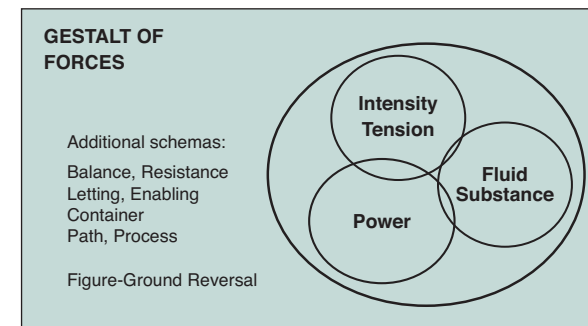 GESTALT OF
FORCES
Additional schemas:
Balance, Resistance
Letting, Enabling
Container
Path, Process
Figure-Ground Reversal
Intensity
Tension
Fluid
Substance
Power